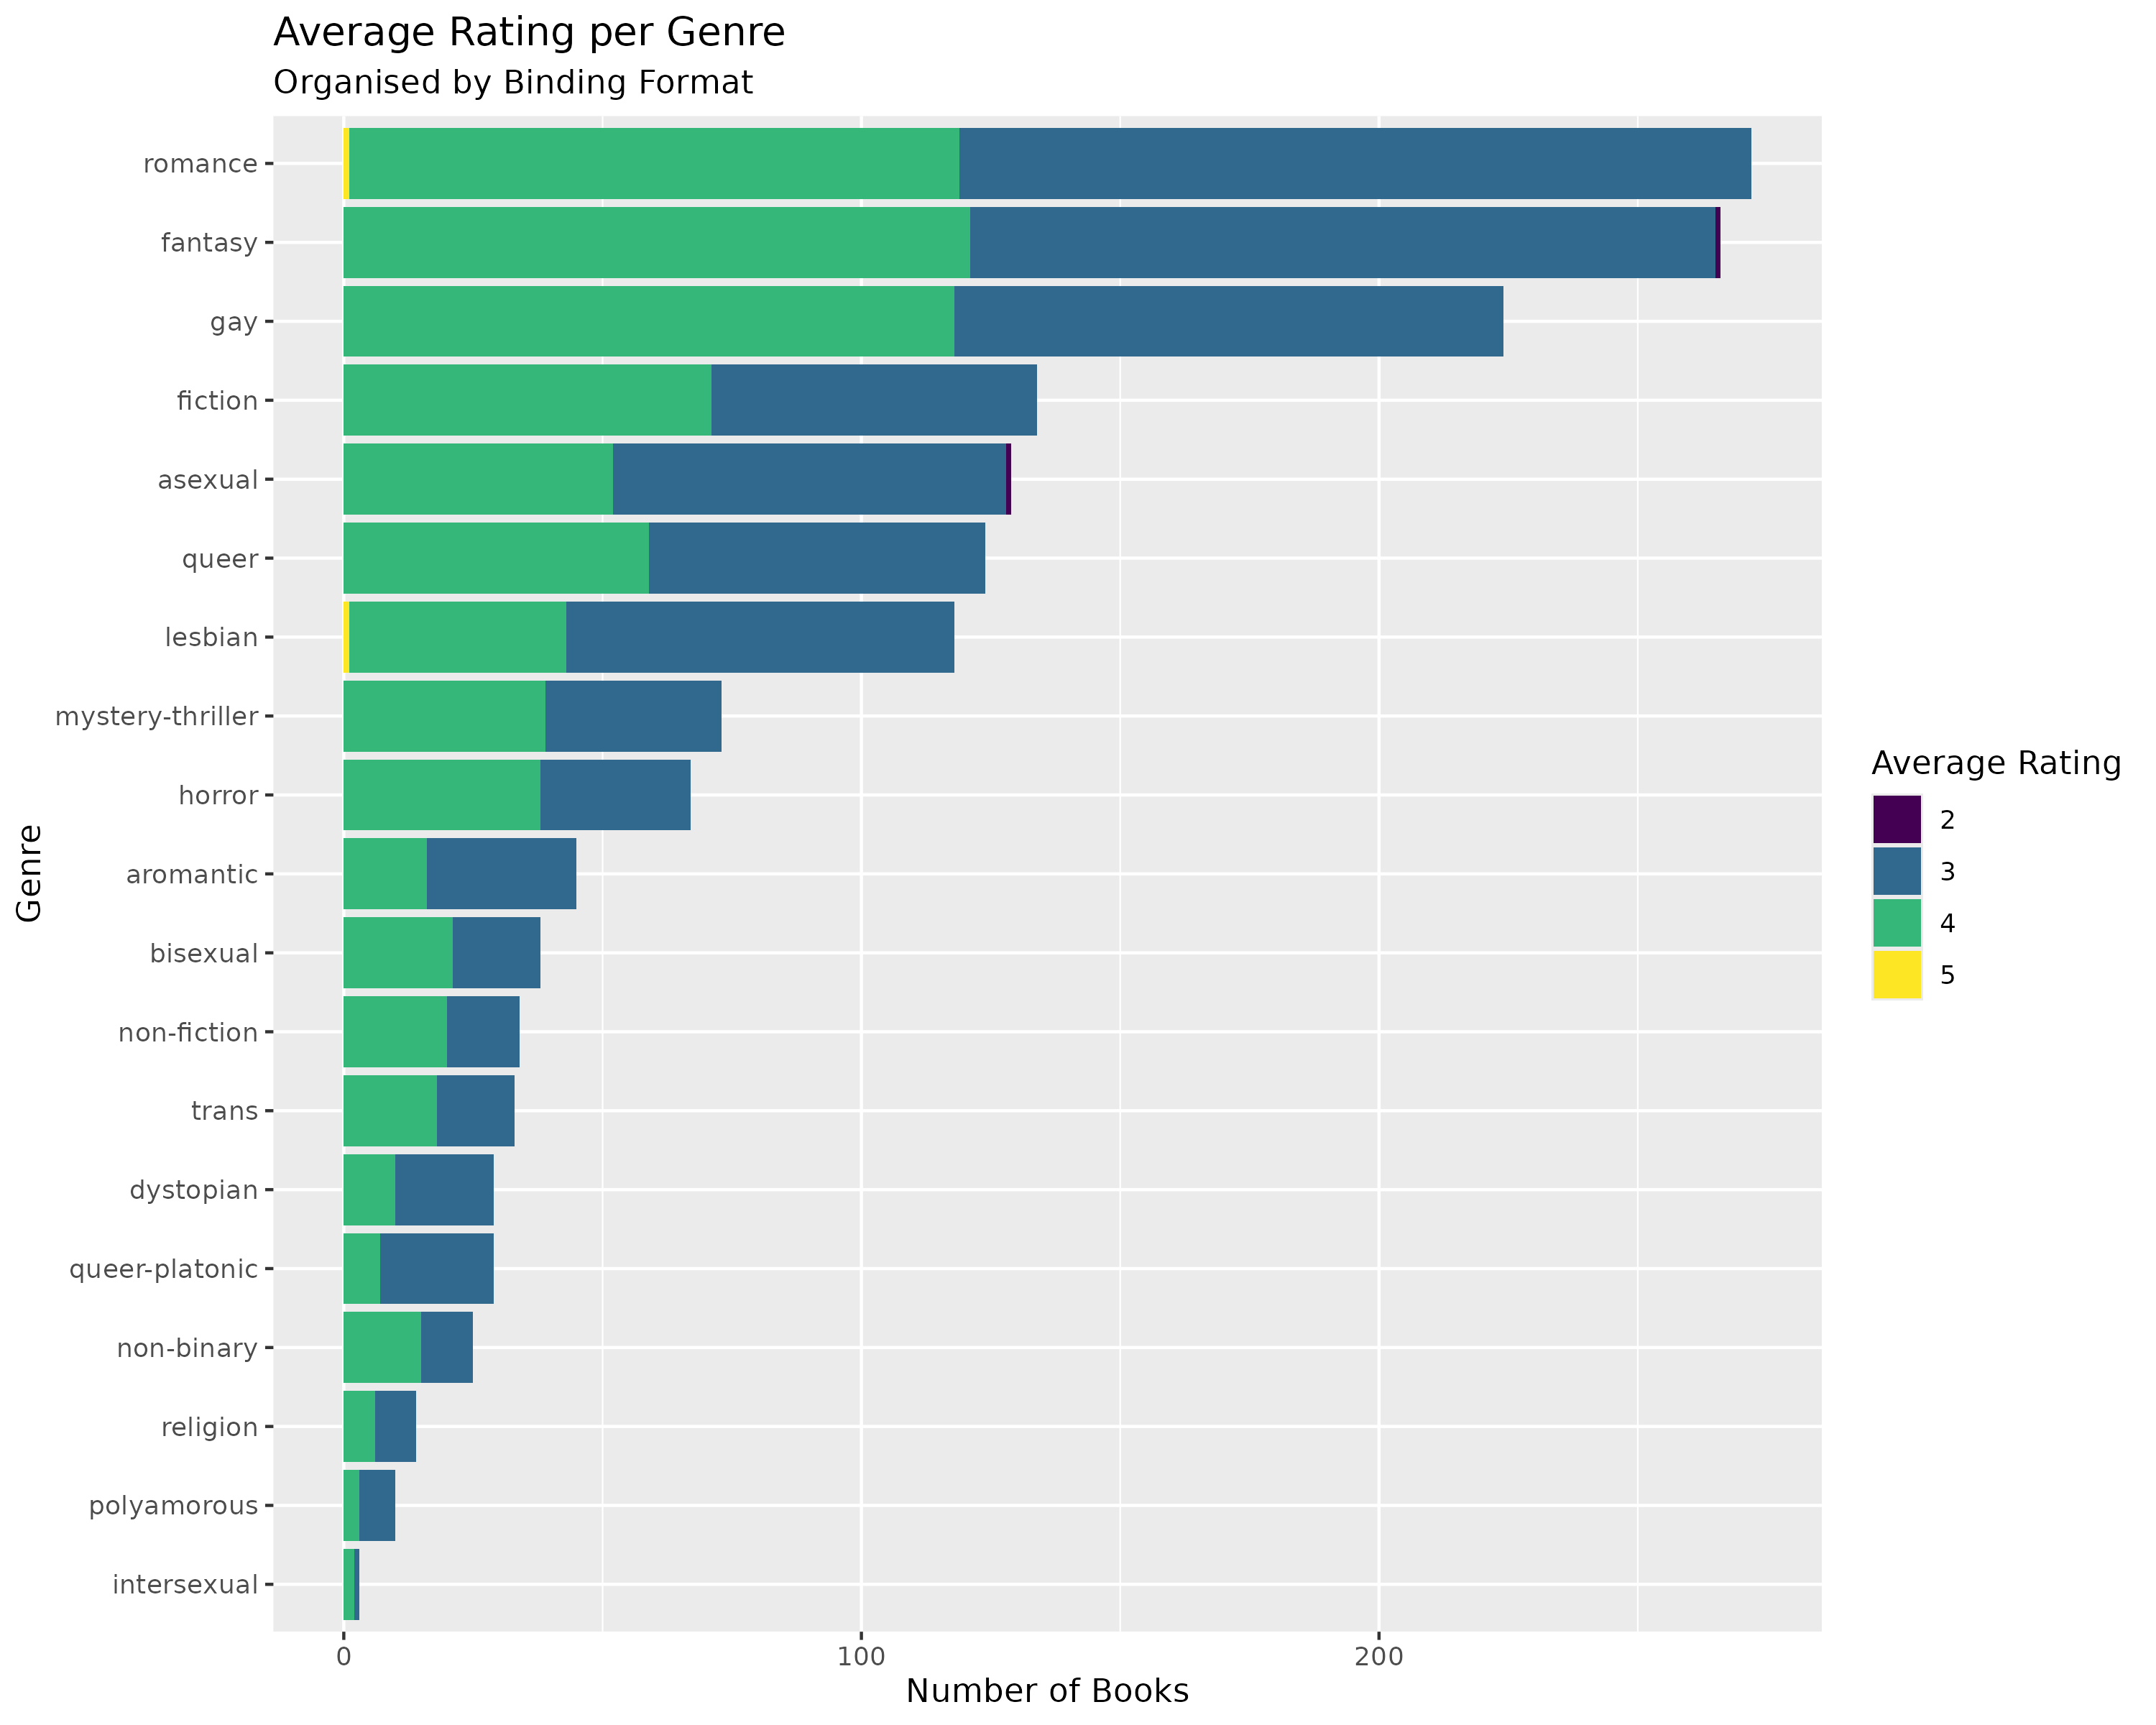 Average Rating per Genre
Organised by Binding Format
romance
fantasy
gay
fiction
asexual
queer
lesbian
mystery-thriller
horror
aromantic
bisexual
non-fiction
trans
dystopian
queer-platonic
non-binary
religion
polyamorous
intersexual
Genre
0 100 200
Number of Books
Average Rating
2
3
4
5